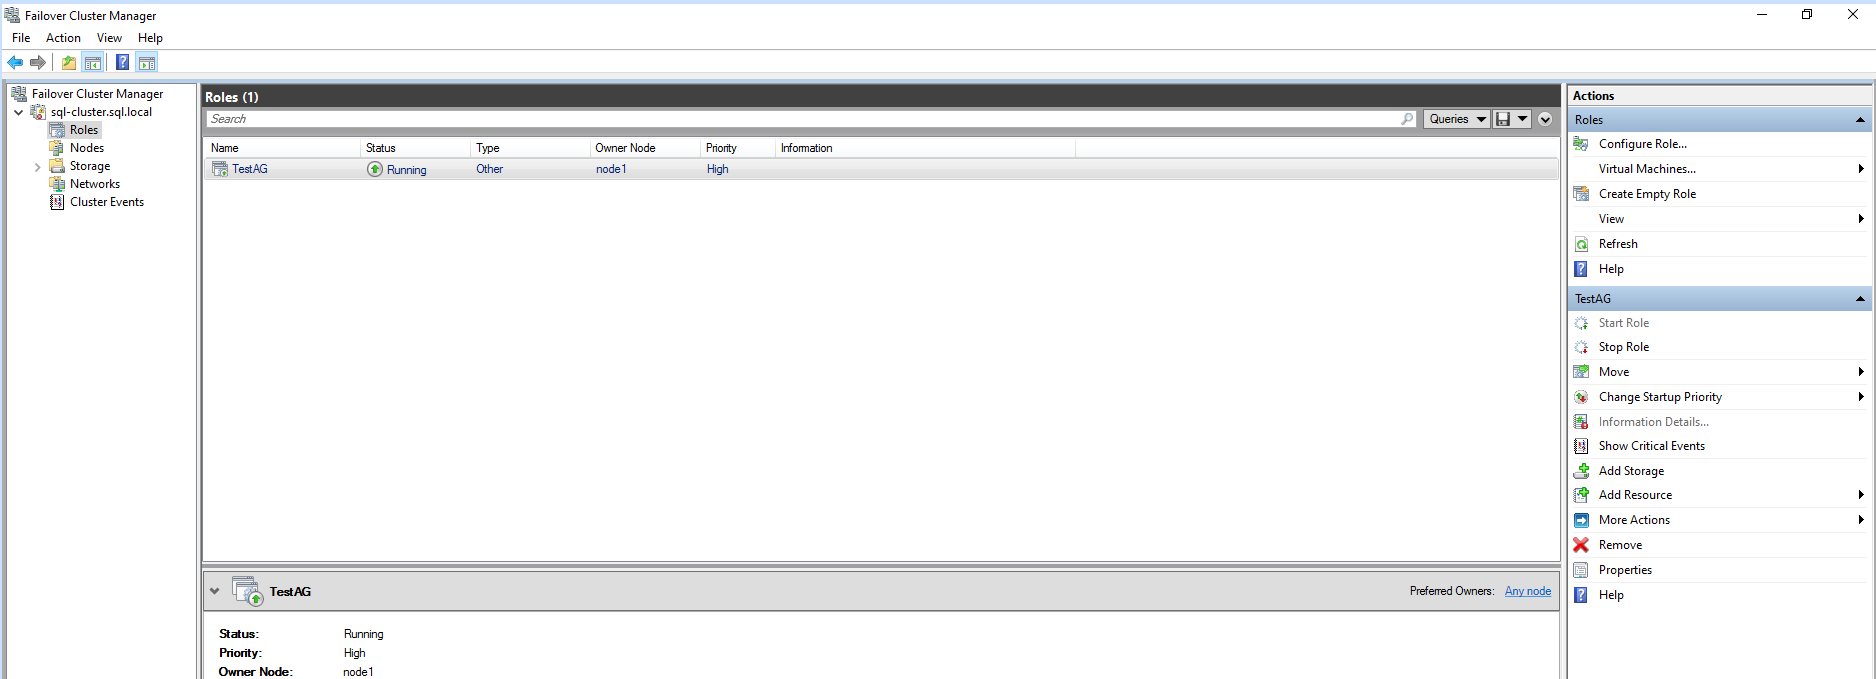 Failover Cluster Manager
File Action View Help
Failover Cluster Manager
sql-cluster.sql.local
Roles
Nodes
Storage
Networks
Cluster Events
Roles (1)
Search
Queries
Name Status Type Owner Node Priority Information
TestAG Running Other node1 High
TestAG
Preferred Owners: Any node
Status: Running
Priority: High
Owner Node: node1
Actions
Roles
Configure Role...
Virtual Machines...
Create Empty Role
View
Refresh
Help
TestAG
Start Role
Stop Role
Move
Change Startup Priority
Information Details...
Show Critical Events
Add Storage
Add Resource
More Actions
Remove
Properties
Help